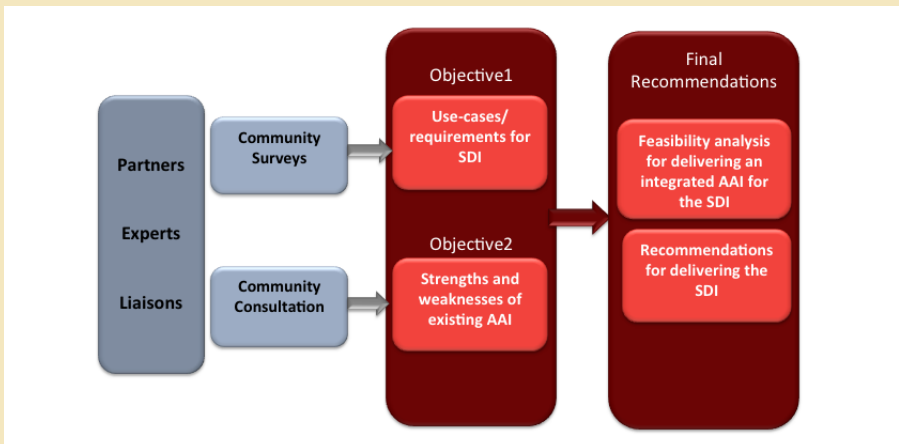 Partners
Experts
Liaisons
Community
Surveys
Community
Consultation
Objective1
Use-cases/
requirements for
SDI
Objective2
Strengths and
weaknesses of
existing AAI
Final
Recommendations
Feasibility analysis
for delivering an
integrated AAI for
the SDI
Recommendations
for delivering the
SDI